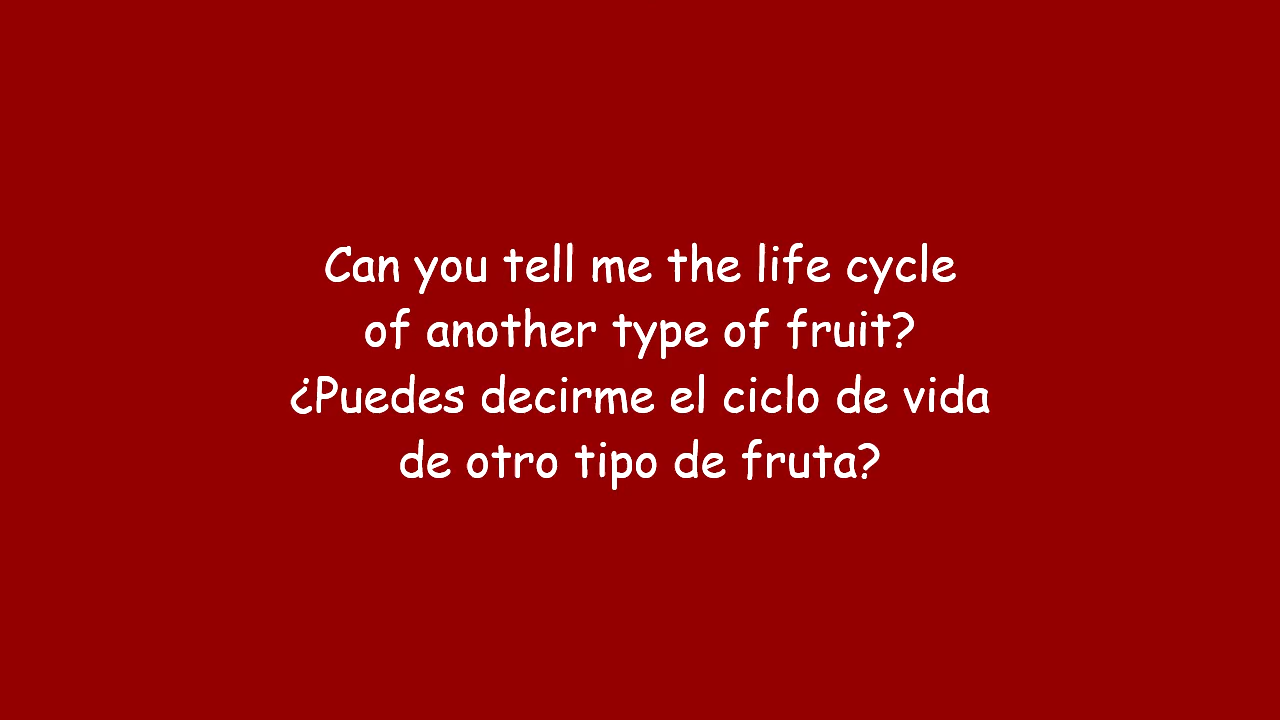 Can you tell me the life cycle
of another type of fruit?
¿Puedes decirme el ciclo de vida
de otro tipo de fruta?